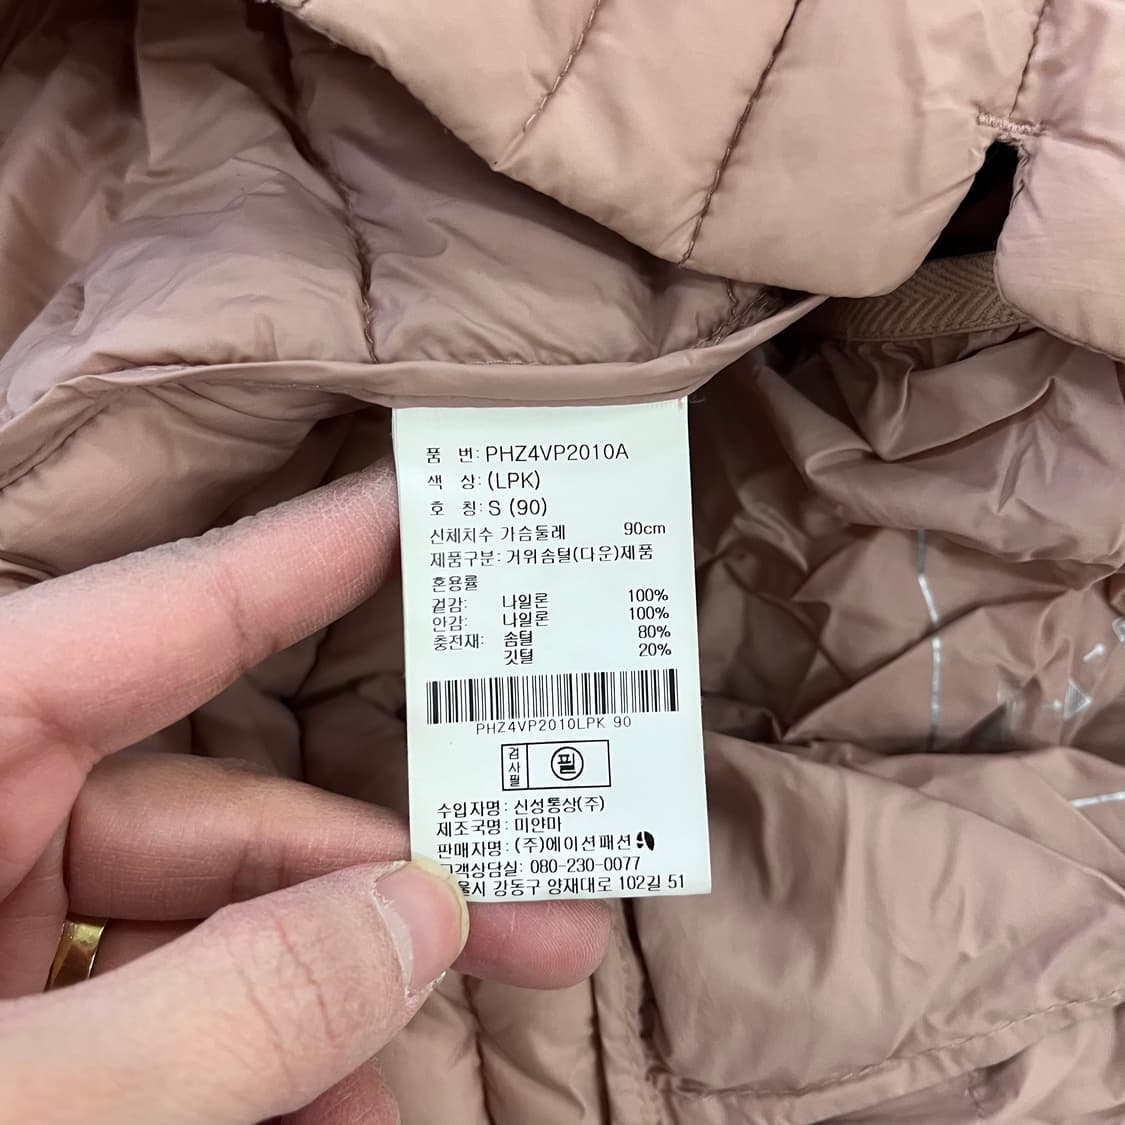 품 번: PHZ4VP2010A
색 상: (LPK)
호 칭: S (90)
신체치수 가슴둘레 90cm
제품구분: 거위솜털(다운)제품
혼용률
겉감: 나일론 100%
안감: 나일론 100%
충전재: 솜털 80%
깃털 20%
PHZ4VP2010LPK 90
검사필 필
수입자명: 신성통상(주)
제조국명: 미얀마
판매자명: (주)에이션패션
고객상담실: 080-230-0077
울시 강동구 양재대로 102길 51